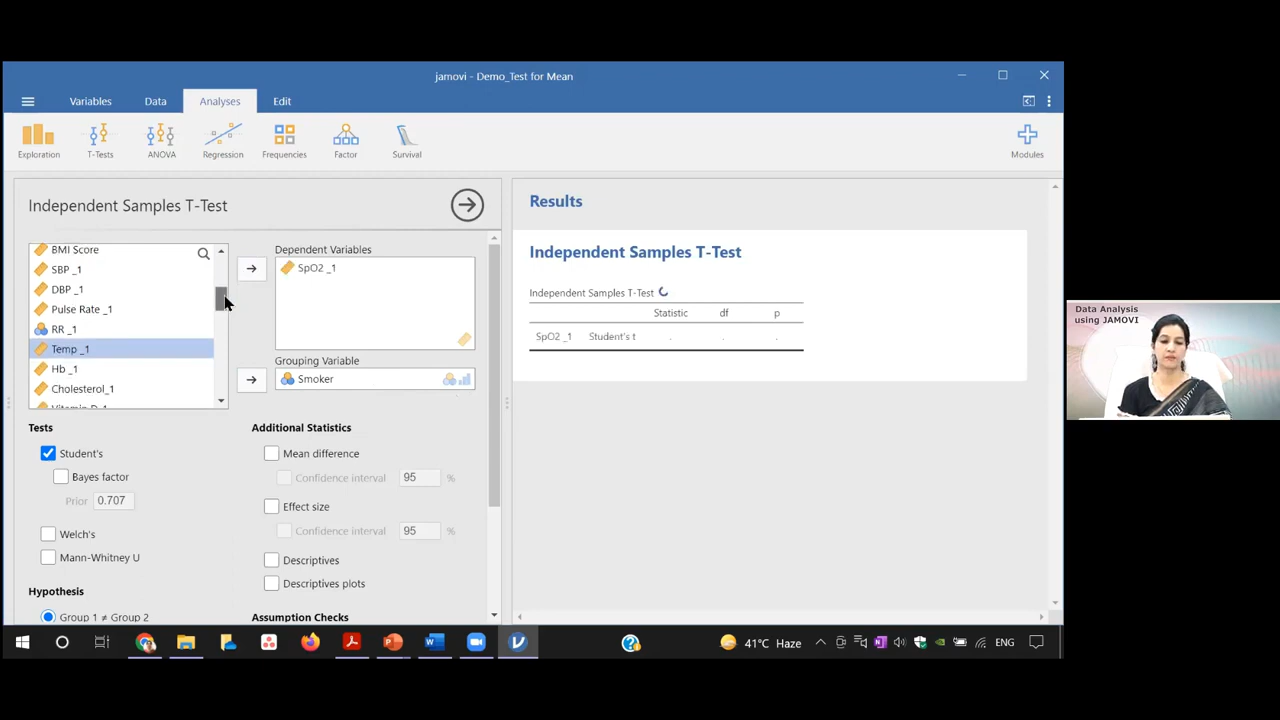 jamovi - Demo_Test for Mean
Variables Data Analyses Edit
Exploration T-Tests ANOVA Regression Frequencies Factor Survival Modules
Independent Samples T-Test
BMI Score
SBP _1
DBP _1
Pulse Rate _1
RR _1
Temp _1
Hb _1
Cholesterol_1
Dependent Variables
SpO2 _1
Grouping Variable
Smoker
Tests
Student's
Bayes factor
Prior 0.707
Welch's
Mann-Whitney U
Hypothesis
Group 1 ≠ Group 2
Additional Statistics
Mean difference
Confidence interval 95 %
Effect size
Confidence interval 95 %
Descriptives
Descriptives plots
Assumption Checks
Results
Independent Samples T-Test
Independent Samples T-Test
Statistic df p
SpO2 _1 Student's t . . .
Data Analysis
using JAMOVI
41°C Haze ENG